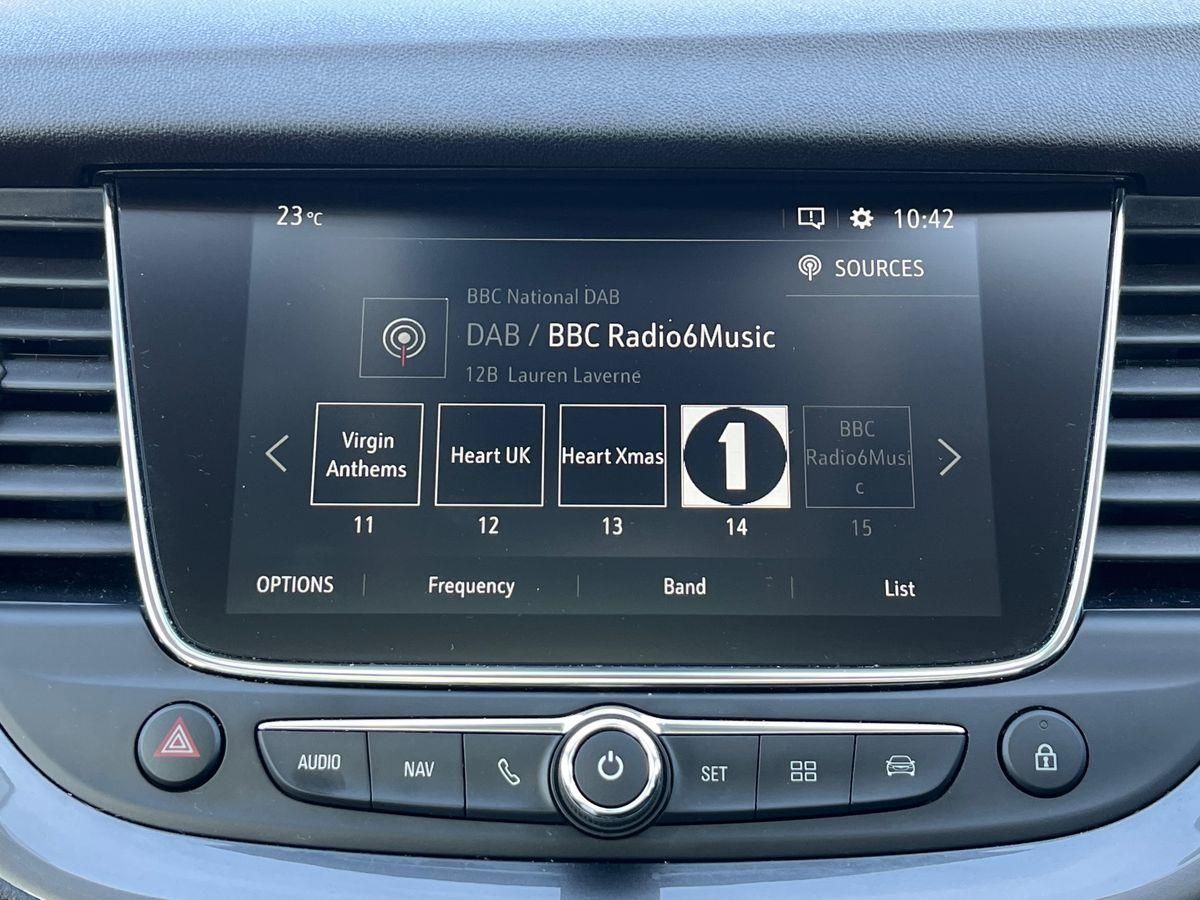 23°C
10:42
SOURCES
BBC National DAB
DAB / BBC Radio6Music
12B Lauren Laverne
Virgin
Anthems
11
Heart UK
12
Heart Xmas
13
1
14
BBC
Radio6Musi
c
15
OPTIONS
Frequency
Band
List
AUDIO
NAV
SET